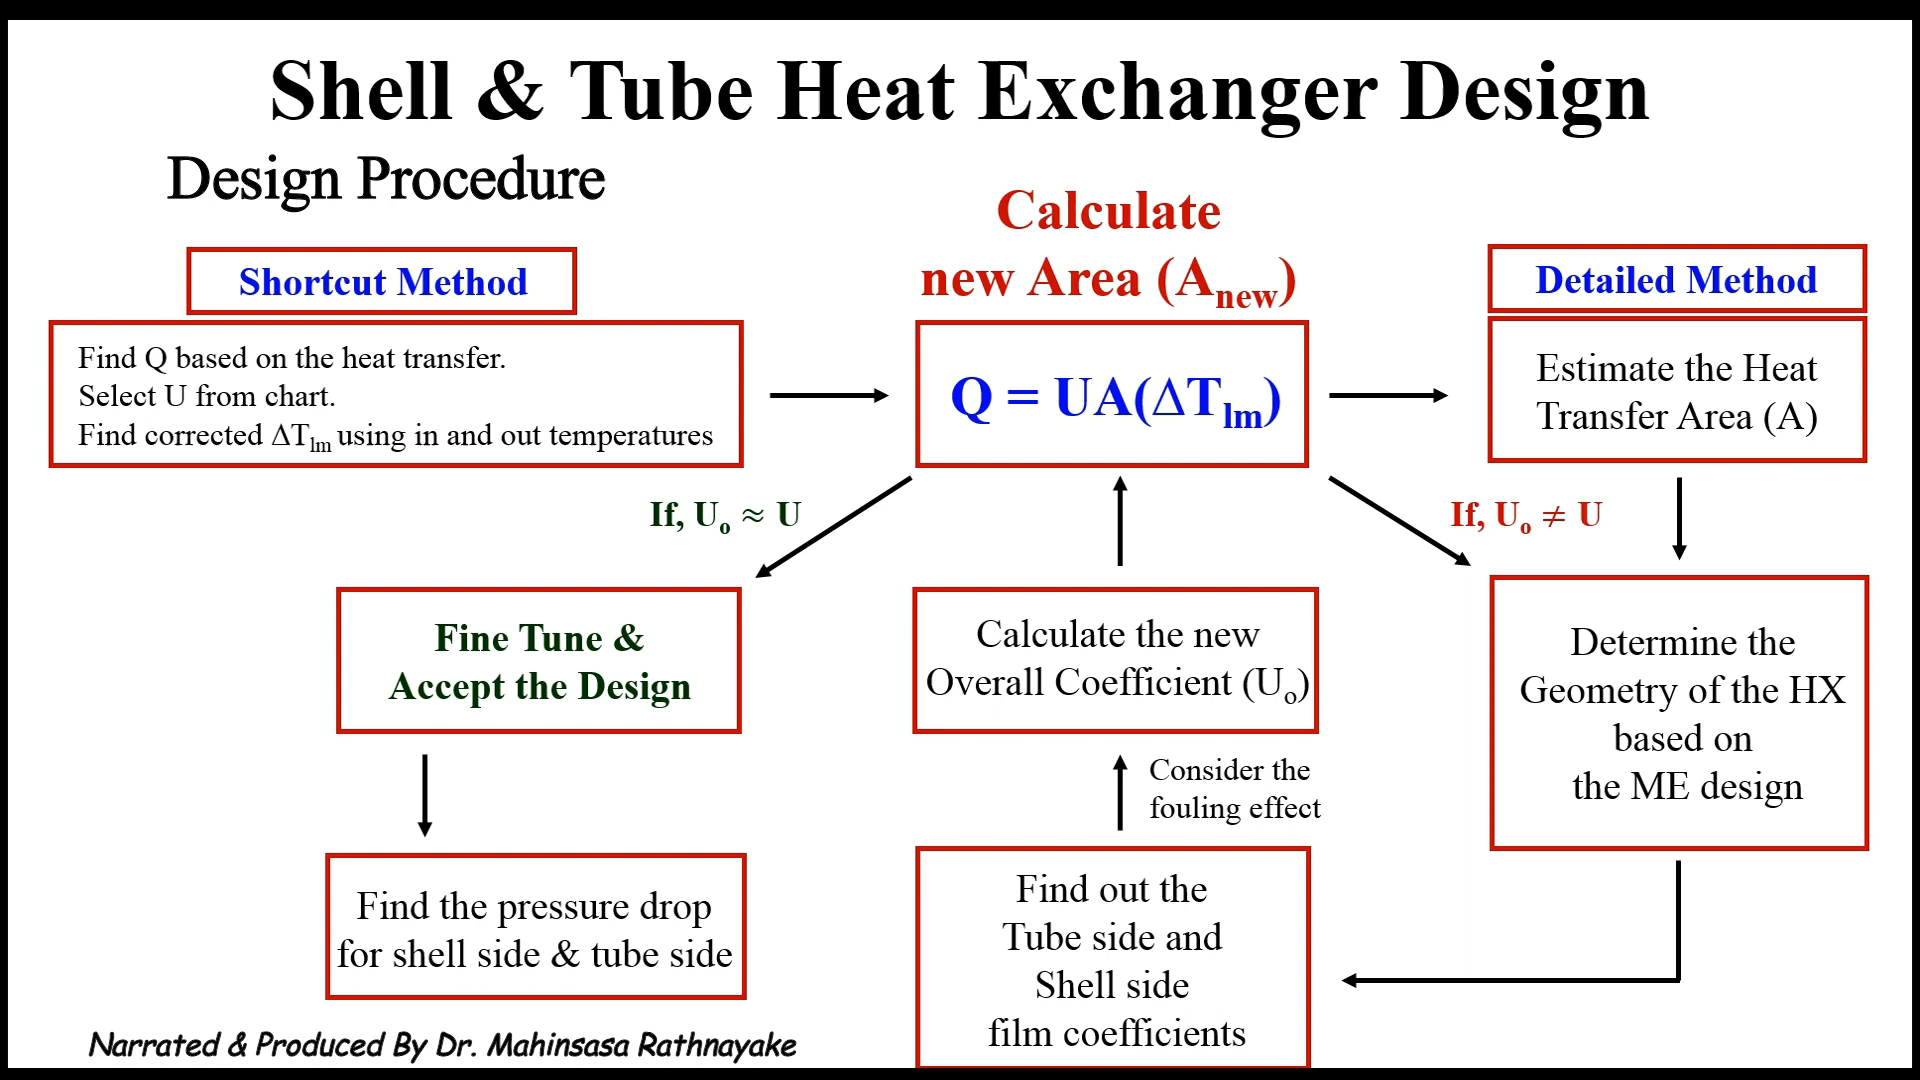 Shell & Tube Heat Exchanger Design
Design Procedure
Shortcut Method
Find Q based on the heat transfer.
Select U from chart.
Find corrected ΔTlm using in and out temperatures
Calculate
new Area (Anew)
Q = UA(ΔTlm)
Detailed Method
Estimate the Heat
Transfer Area (A)
If, Uo ≈ U
If, Uo ≠ U
Fine Tune &
Accept the Design
Calculate the new
Overall Coefficient (Uo)
Determine the
Geometry of the HX
based on
the ME design
Consider the
fouling effect
Find the pressure drop
for shell side & tube side
Find out the
Tube side and
Shell side
film coefficients
Narrated & Produced By Dr. Mahinsasa Rathnayake